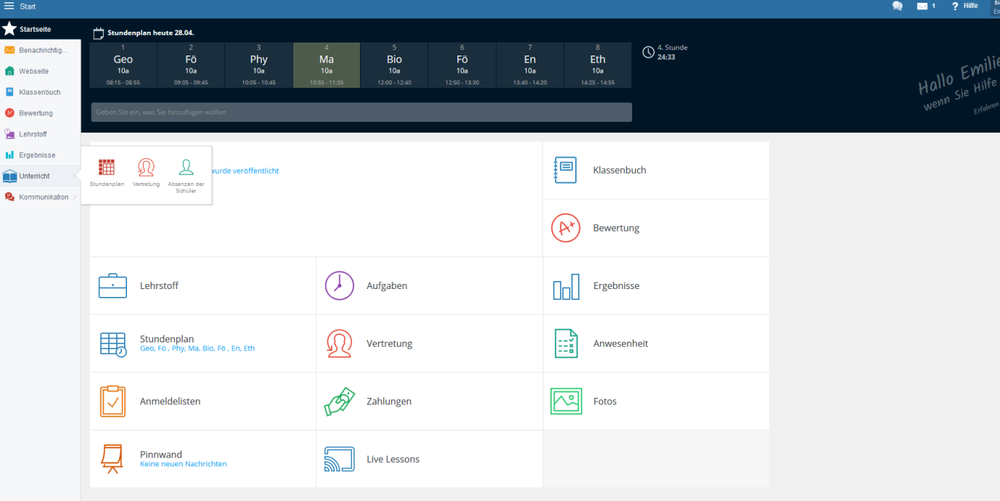 Start
1
Hilfe
Startseite
Benachrichtig...
Webseite
Klassenbuch
Bewertung
Lehrstoff
Ergebnisse
Unterricht
Kommunikation
Stundenplan heute 28.04.
1 2 3 4 5 6 7 8
Geo Fö Phy Ma Bio Fö En Eth
10a 10a 10a 10a 10a 10a 10a 10a
08:15 - 08:55 09:05 - 09:45 10:05 - 10:45 10:55 - 11:35 12:00 - 12:40 12:50 - 13:30 13:40 - 14:20 14:25 - 14:55
4. Stunde
24:33
Geben Sie ein, was Sie hinzufügen wollen
Hallo Emilie
wenn Sie Hilfe
Erfahren
Stundenplan
Vertretung
Absenzen der
Schüler
wurde veröffentlicht
Klassenbuch
A+
Bewertung
Lehrstoff
Aufgaben
Ergebnisse
Stundenplan
Geo, Fö , Phy, Ma, Bio, Fö , En, Eth
Vertretung
Anwesenheit
Anmeldelisten
Zahlungen
Fotos
Pinnwand
Keine neuen Nachrichten
Live Lessons